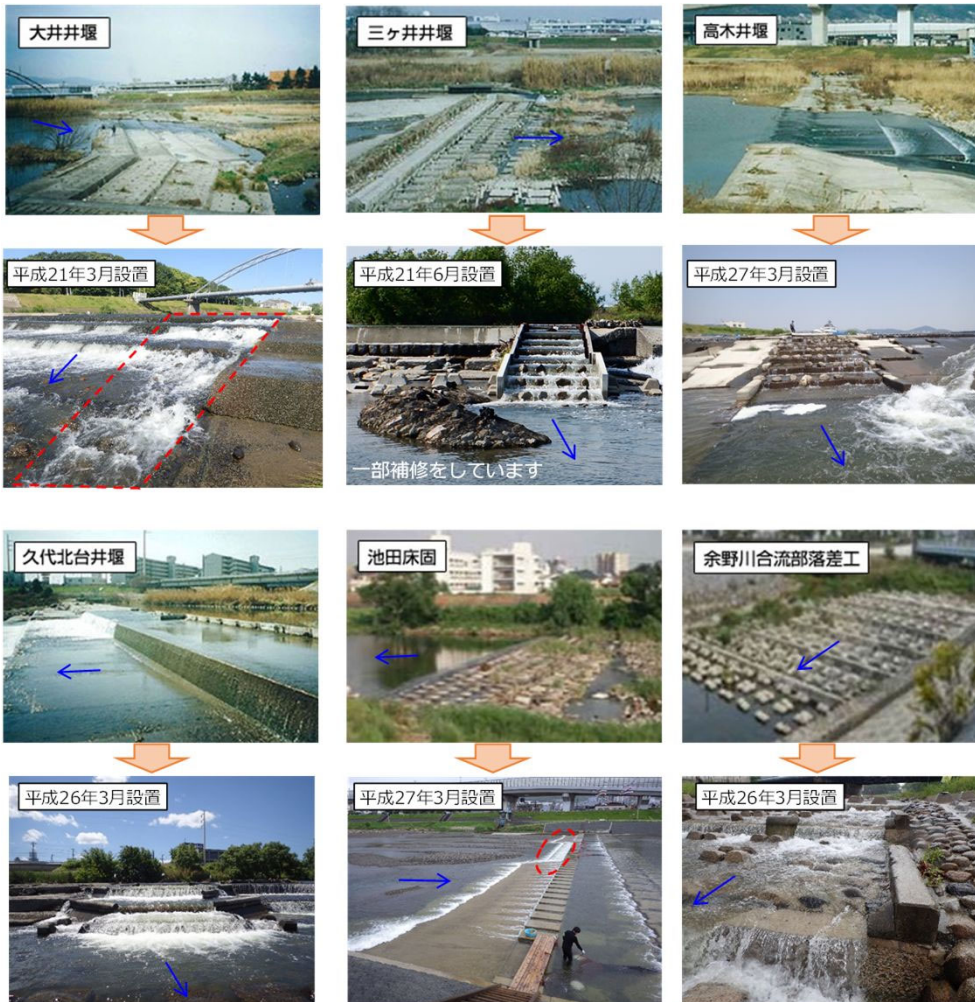 大井井堰
三ヶ井井堰
高木井堰
平成21年3月設置
平成21年6月設置
平成27年3月設置
一部補修をしています
久代北台井堰
池田床固
余野川合流部落差工
平成26年3月設置
平成27年3月設置
平成26年3月設置